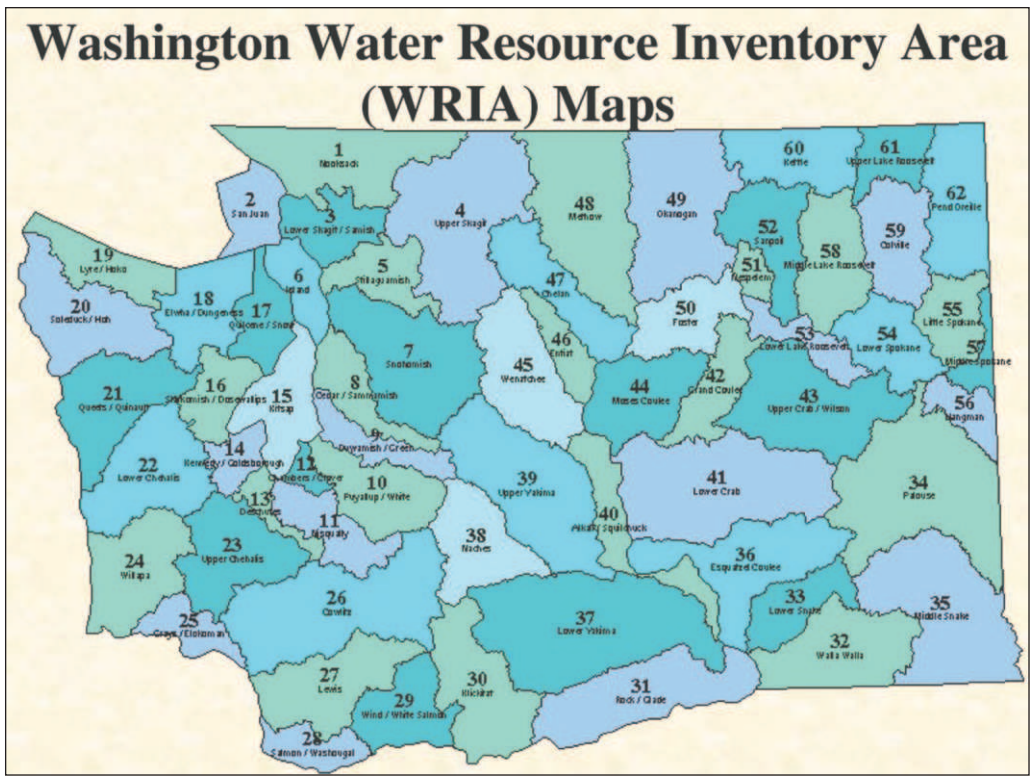 Washington Water Resource Inventory Area
(WRIA) Maps
1
Nooksack
2
San Juan
3
Lower Skagit / Samish
4
Upper Skagit
5
Stillaguamish
6
Island
7
Snohomish
8
Cedar / Sammamish
9
Duwamish / Green
10
Puyallup / White
11
Nisqually
12
Chambers / Clover
13
Deschutes
14
Kennedy / Goldsborough
15
Kitsap
16
Skokomish / Dosewallips
17
Quilcene / Snow
18
Elwha / Dungeness
19
Lyre / Hoko
20
Soleduck / Hoh
21
Queets / Quinault
22
Lower Chehalis
23
Upper Chehalis
24
Willapa
25
Grays / Elokoman
26
Cowlitz
27
Lewis
28
Salmon / Washougal
29
Wind / White Salmon
30
Klickitat
31
Rock / Glade
32
Walla Walla
33
Lower Snake
34
Palouse
35
Middle Snake
36
Esquatzel Coulee
37
Lower Yakima
38
Naches
39
Upper Yakima
40
Alkali / Squilchuck
41
Lower Crab
42
Grand Coulee
43
Upper Crab / Wilson
44
Moses Coulee
45
Wenatchee
46
Entiat
47
Chelan
48
Methow
49
Okanogan
50
Foster
51
Nespelem
52
Sanpoil
53
Lower Lake Roosevelt
54
Lower Spokane
55
Little Spokane
56
Hangman
57
Middle Spokane
58
Middle Lake Roosevelt
59
Colville
60
Kettle
61
Upper Lake Roosevelt
62
Pend Oreille